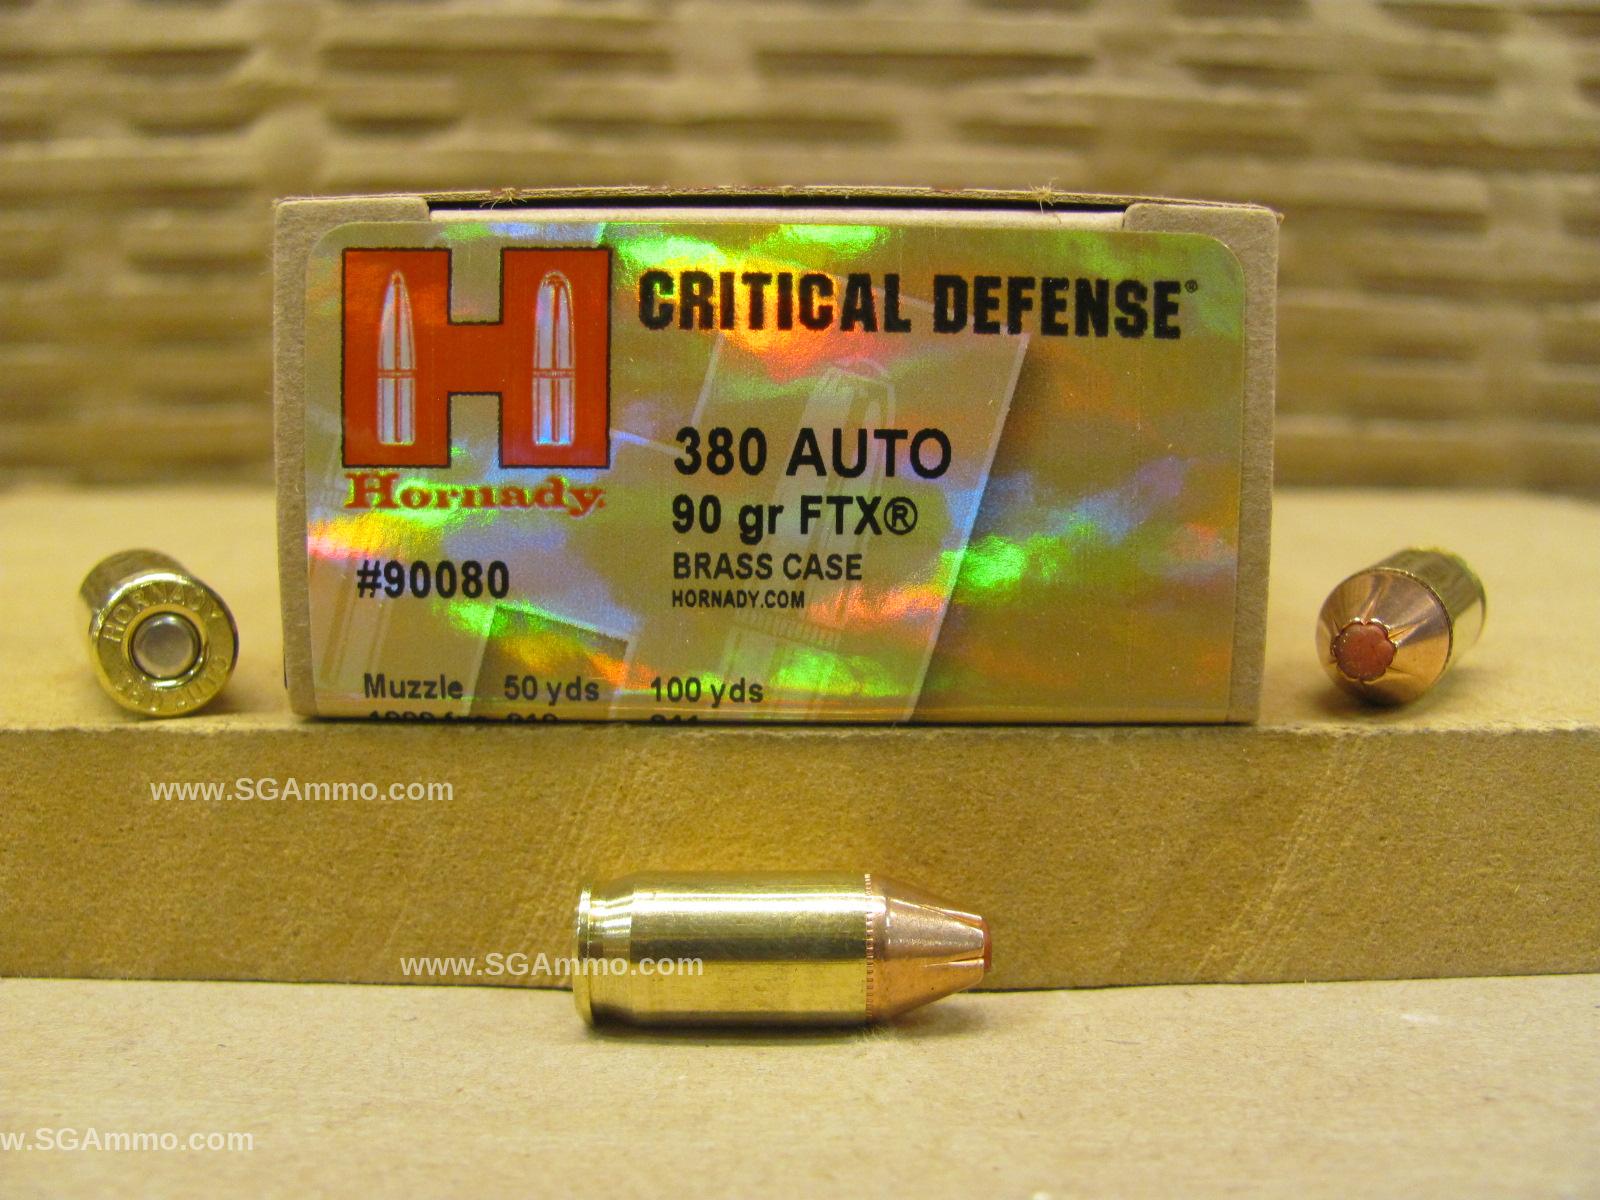 CRITICAL DEFENSE®
380 AUTO
90 gr FTX®
BRASS CASE
HORNADY.COM
Hornady.
#90080
Muzzle 50 yds 100 yds
HORNADY
www.SGAmmo.com
www.SGAmmo.com
w.SGAmmo.com